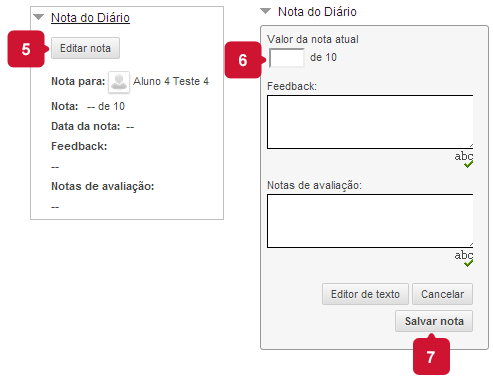 Nota do Diário
5
Editar nota
Nota para: Aluno 4 Teste 4
Nota: -- de 10
Data da nota: --
Feedback:
--
Notas de avaliação:
--
Nota do Diário
Valor da nota atual
6
de 10
Feedback:
abc
Notas de avaliação:
abc
Editor de texto Cancelar
Salvar nota
7